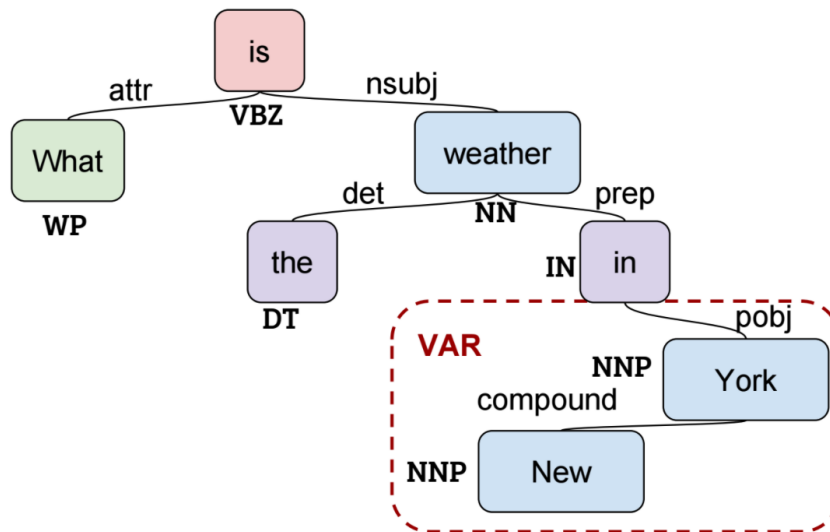 is
attr
nsubj
VBZ
What
weather
WP
det
NN
prep
the
IN
in
DT
VAR
pobj
NNP
York
compound
NNP
New